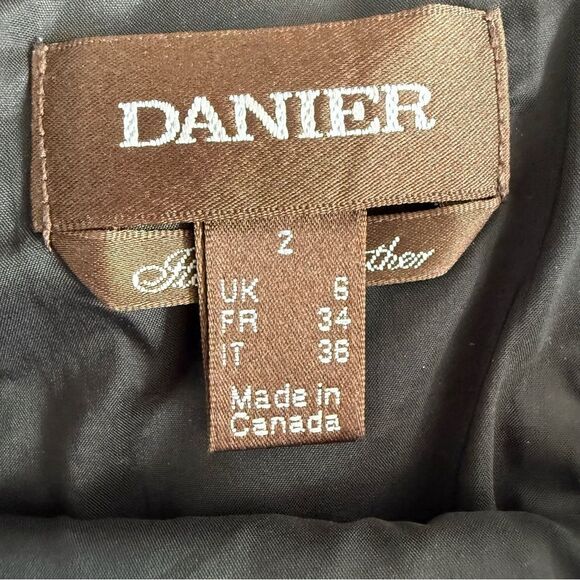 DANIER
2
UK 6
FR 34
IT 36
Made in
Canada